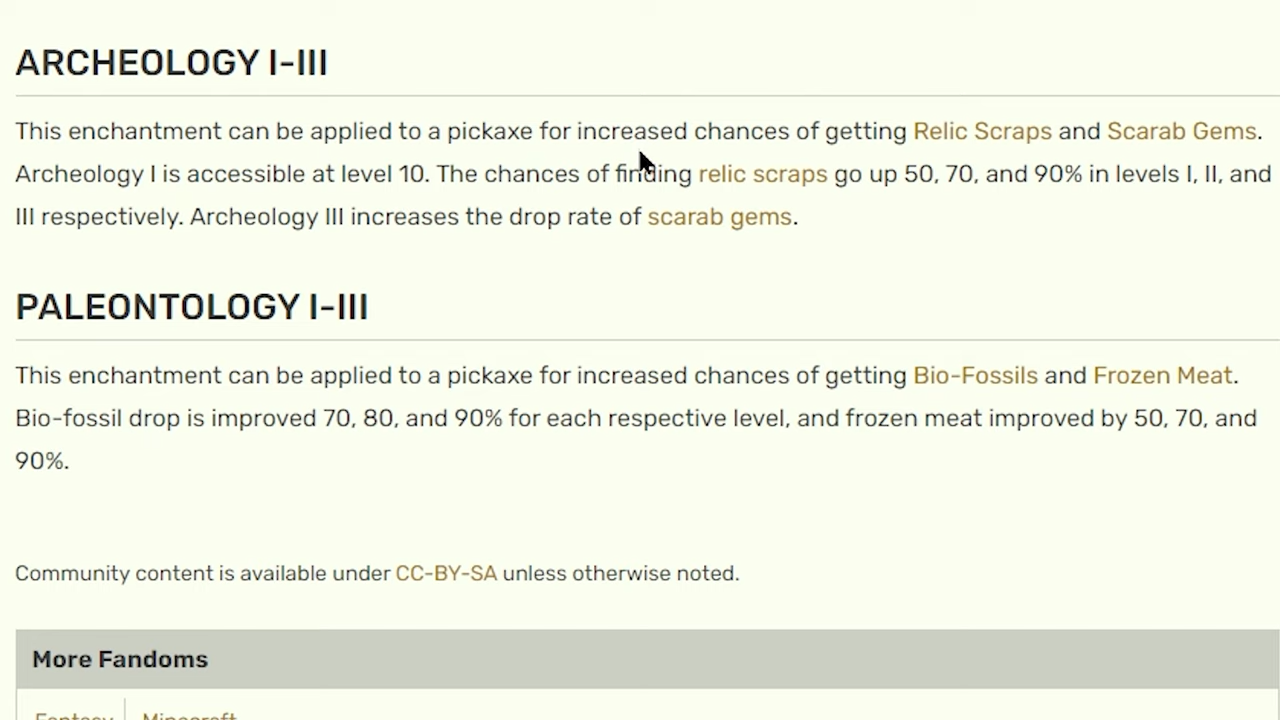 ARCHEOLOGY I-III
This enchantment can be applied to a pickaxe for increased chances of getting Relic Scraps and Scarab Gems.
Archeology I is accessible at level 10. The chances of finding relic scraps go up 50, 70, and 90% in levels I, II, and
III respectively. Archeology III increases the drop rate of scarab gems.
PALEONTOLOGY I-III
This enchantment can be applied to a pickaxe for increased chances of getting Bio-Fossils and Frozen Meat.
Bio-fossil drop is improved 70, 80, and 90% for each respective level, and frozen meat improved by 50, 70, and
90%.
Community content is available under CC-BY-SA unless otherwise noted.
More Fandoms
Fantasy Minecraft